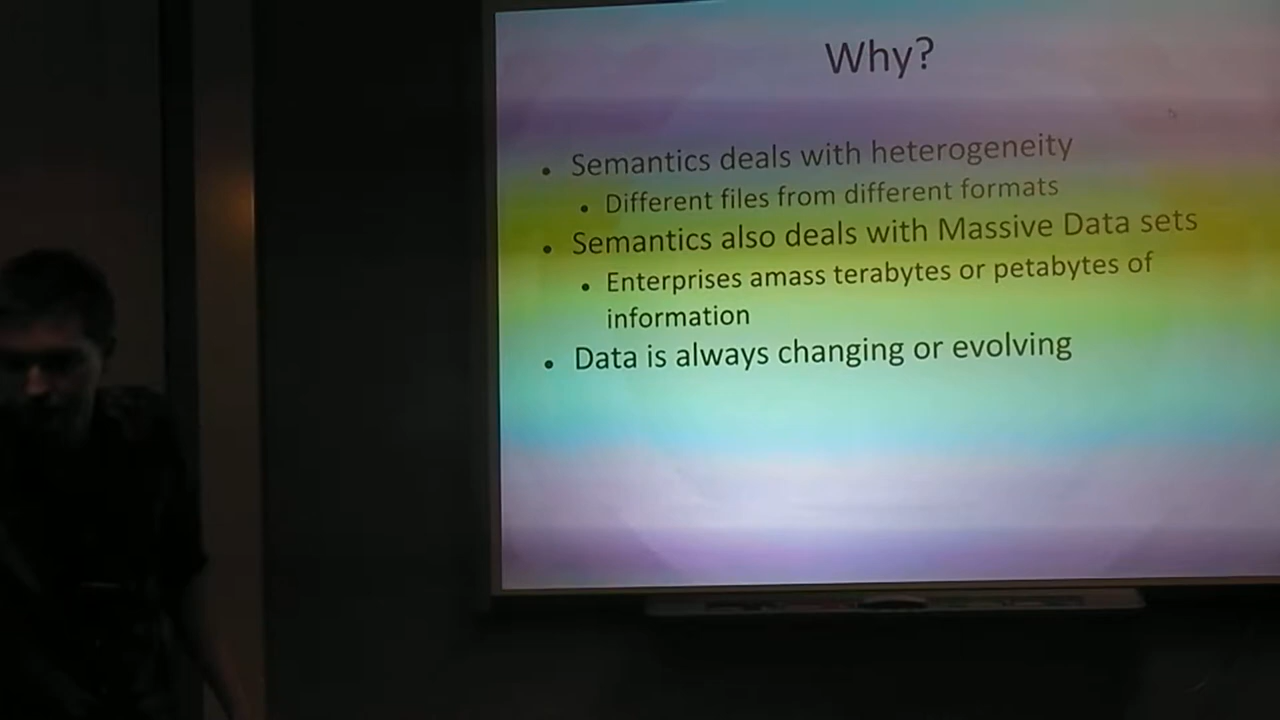 Why?
• Semantics deals with heterogeneity
• Different files from different formats
• Semantics also deals with Massive Data sets
• Enterprises amass terabytes or petabytes of
information
• Data is always changing or evolving